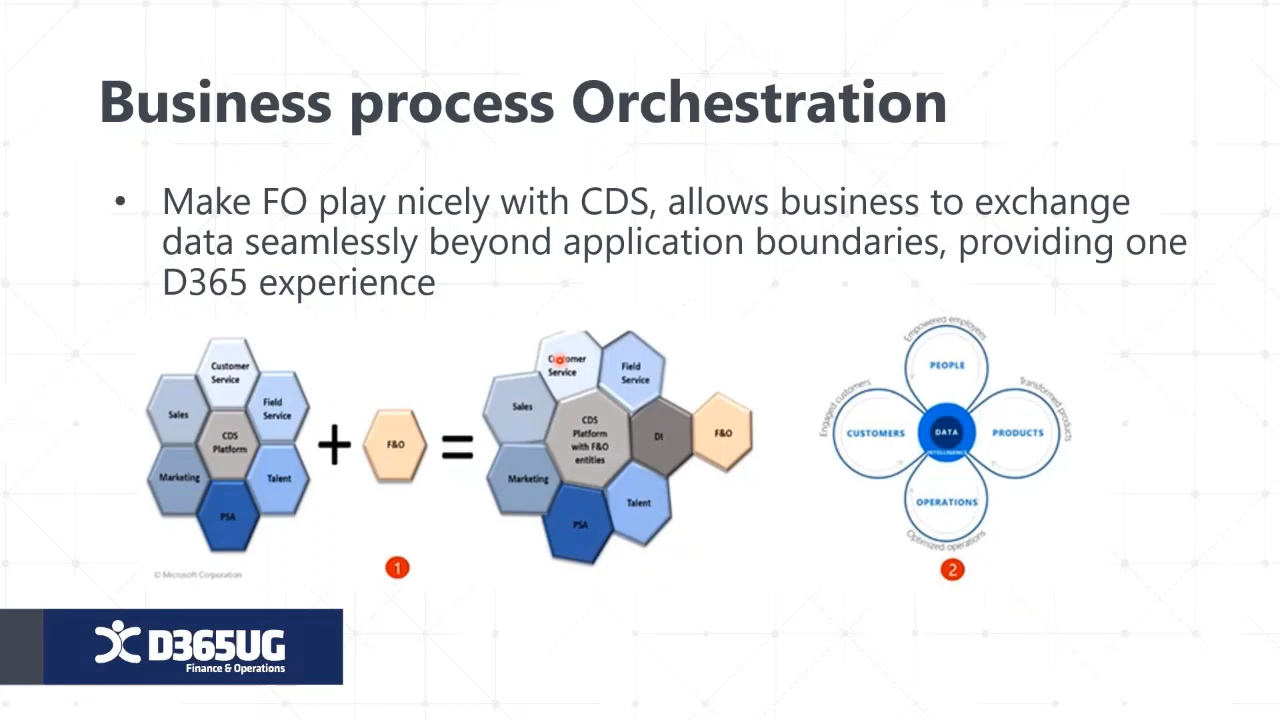 Business process Orchestration
• Make FO play nicely with CDS, allows business to exchange
data seamlessly beyond application boundaries, providing one
D365 experience
Customer
Service
Sales
Field
Service
CDS
Platform
Marketing
Talent
PSA
+
F&O
=
Customer
Service
Field
Service
Sales
CDS
Platform
with F&O
entities
DI
F&O
Marketing
Talent
PSA
© Microsoft Corporation
1
Empowered employees
PEOPLE
Engaged customers
CUSTOMERS
DATA
INTELLIGENCE
PRODUCTS
Transformed products
OPERATIONS
Optimized operations
2
D365UG
Finance & Operations